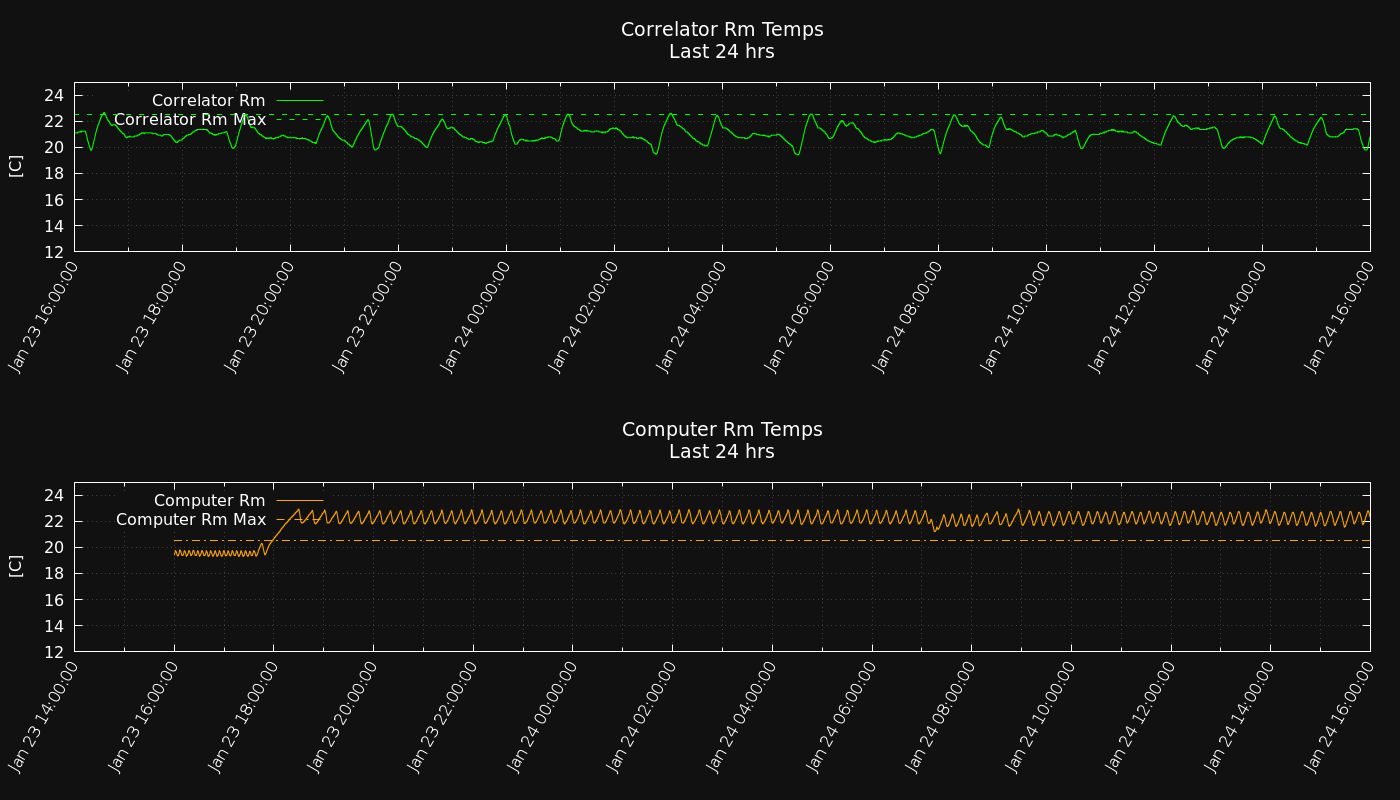 Correlator Rm Temps
Last 24 hrs
Correlator Rm
Correlator Rm Max
[C]
24
22
20
18
16
14
12
Jan 23 16:00:00
Jan 23 18:00:00
Jan 23 20:00:00
Jan 23 22:00:00
Jan 24 00:00:00
Jan 24 02:00:00
Jan 24 04:00:00
Jan 24 06:00:00
Jan 24 08:00:00
Jan 24 10:00:00
Jan 24 12:00:00
Jan 24 14:00:00
Jan 24 16:00:00
Computer Rm Temps
Last 24 hrs
Computer Rm
Computer Rm Max
[C]
24
22
20
18
16
14
12
Jan 23 14:00:00
Jan 23 16:00:00
Jan 23 18:00:00
Jan 23 20:00:00
Jan 23 22:00:00
Jan 24 00:00:00
Jan 24 02:00:00
Jan 24 04:00:00
Jan 24 06:00:00
Jan 24 08:00:00
Jan 24 10:00:00
Jan 24 12:00:00
Jan 24 14:00:00
Jan 24 16:00:00